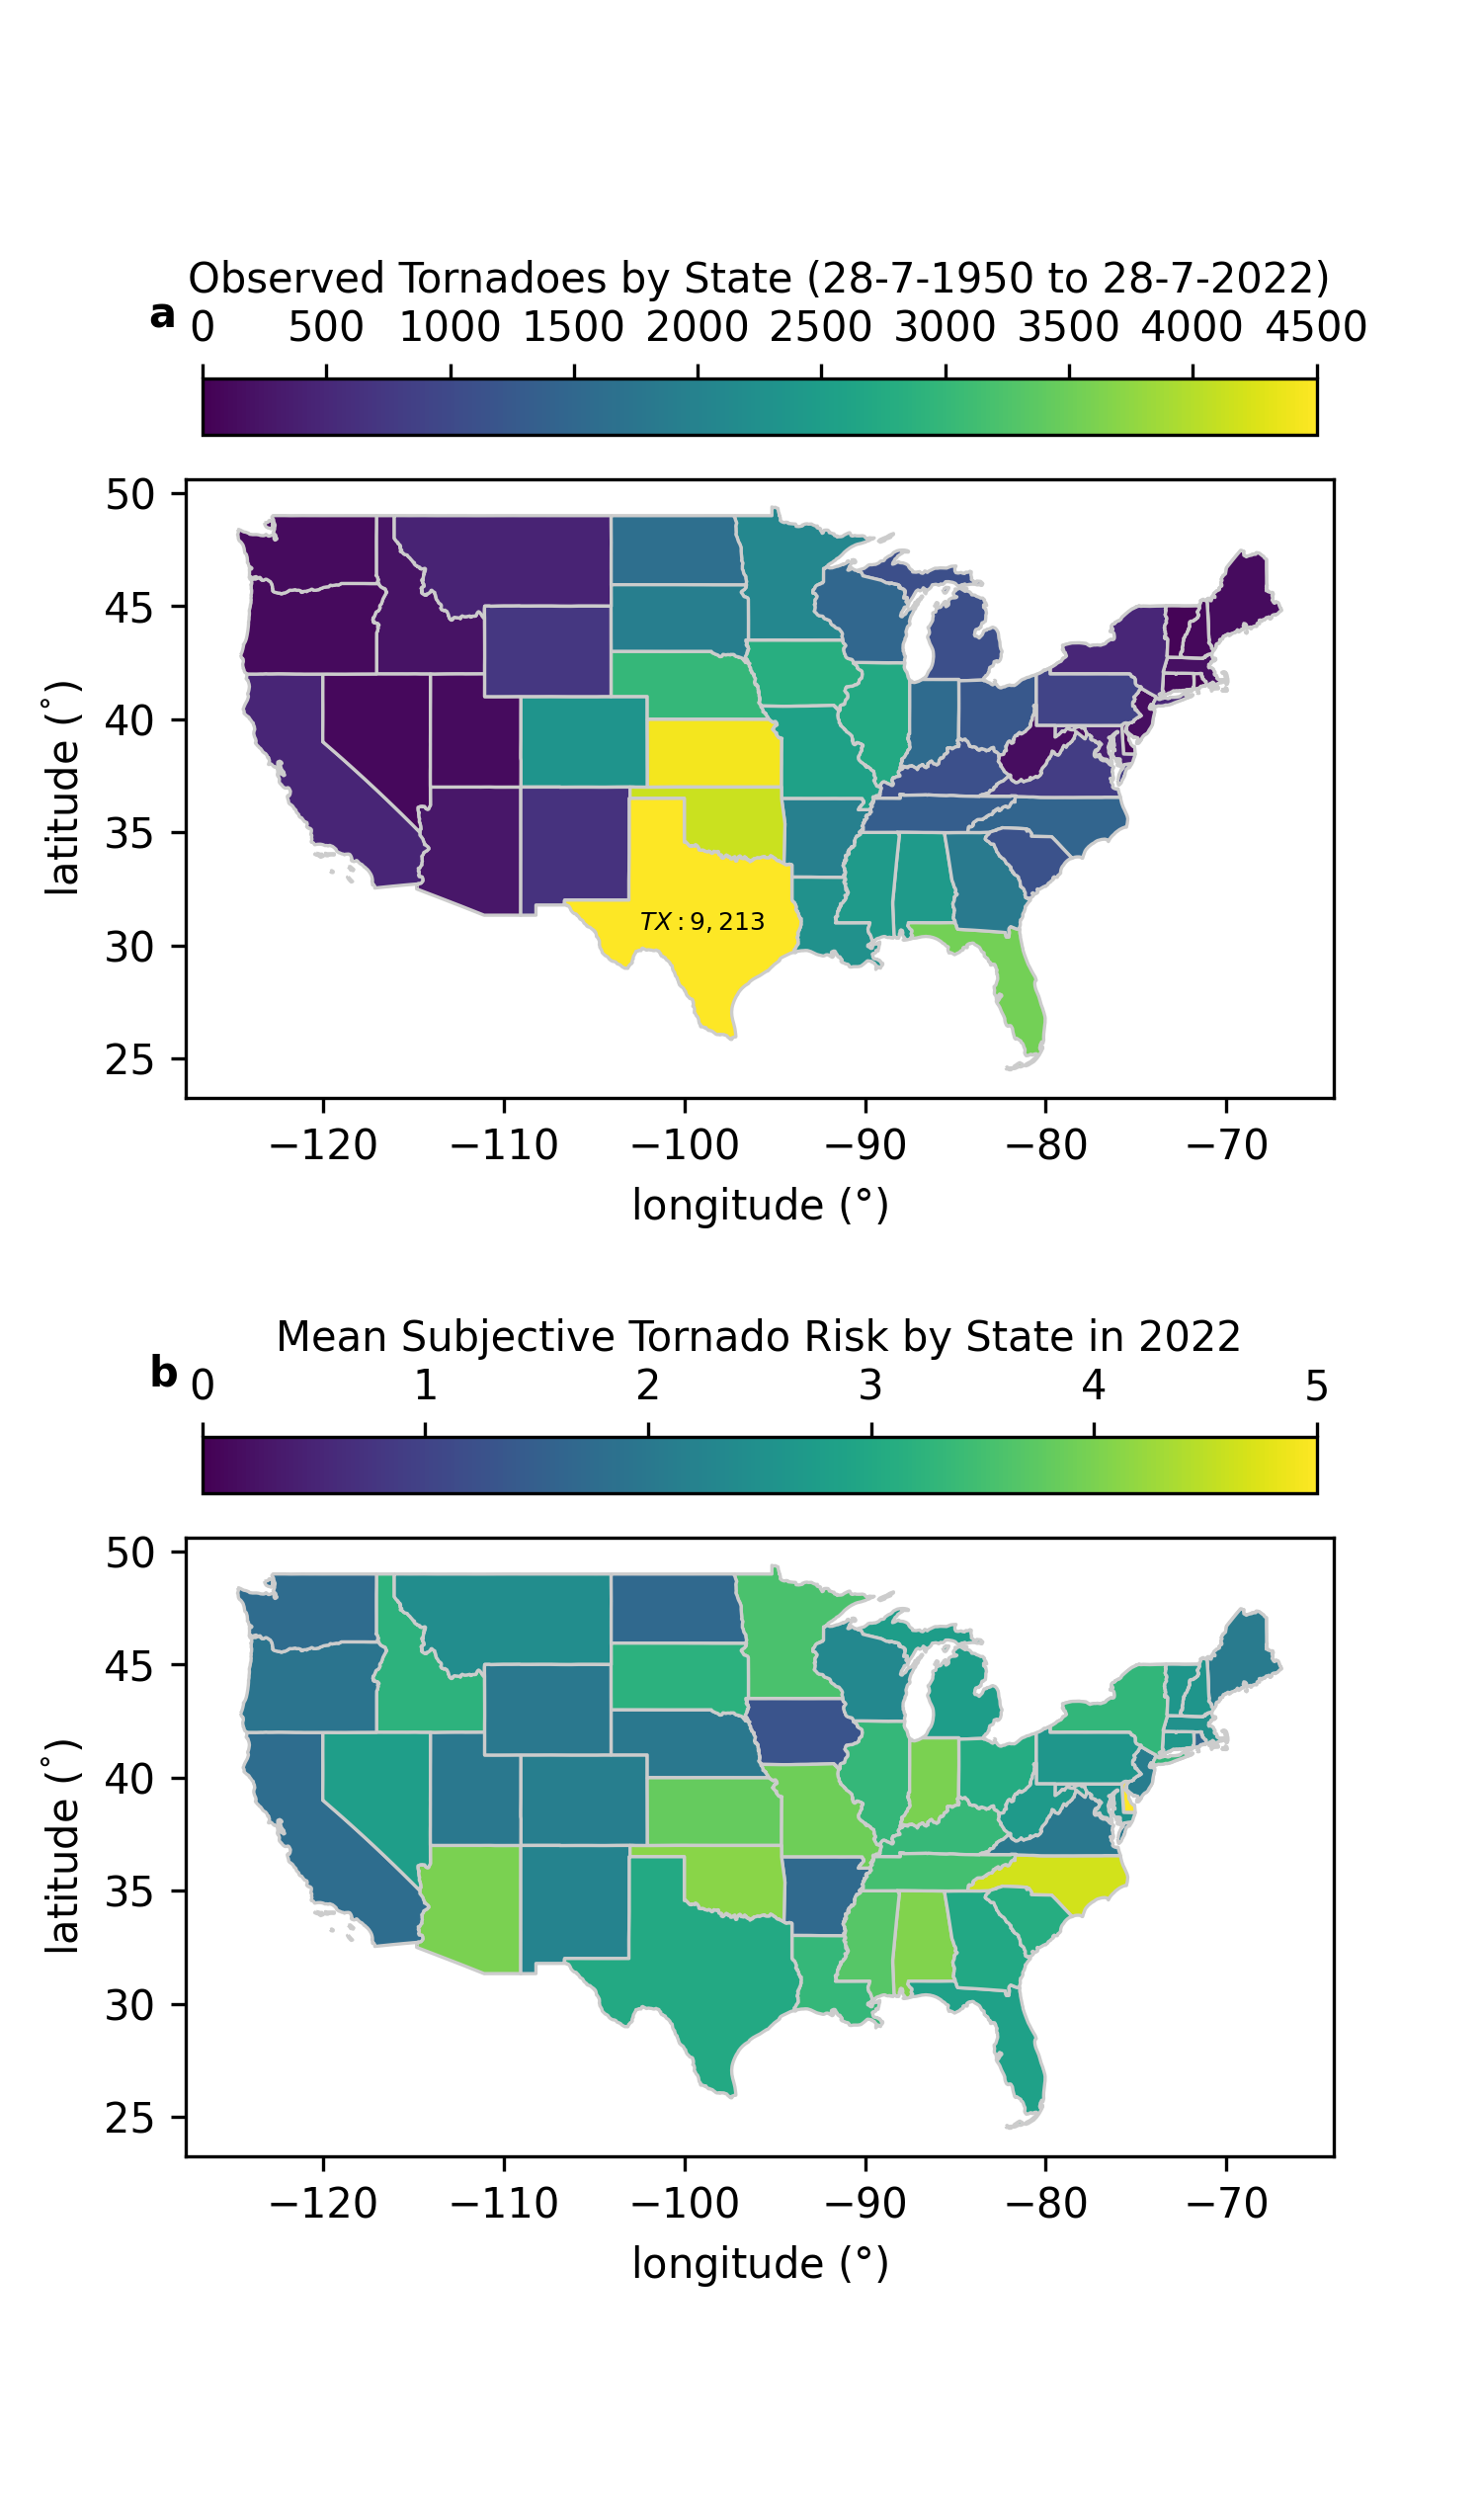 Observed Tornadoes by State (28-7-1950 to 28-7-2022)
a
0 500 1000 1500 2000 2500 3000 3500 4000 4500
50
45
40
35
30
25
latitude (°)
TX: 9, 213
−120 −110 −100 −90 −80 −70
longitude (°)
Mean Subjective Tornado Risk by State in 2022
b
0 1 2 3 4 5
50
45
40
35
30
25
latitude (°)
−120 −110 −100 −90 −80 −70
longitude (°)